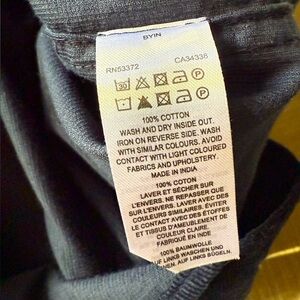 BYIN
RN53372 CA34338
30 P
P
100% COTTON
WASH AND DRY INSIDE OUT.
IRON ON REVERSE SIDE. WASH
WITH SIMILAR COLOURS. AVOID
CONTACT WITH LIGHT COLOURED
FABRICS AND UPHOLSTERY.
MADE IN INDIA
100% COTON
LAVER ET SÉCHER SUR
L'ENVERS. NE REPASSER QUE
SUR L'ENVERS. LAVER AVEC DES
COULEURS SIMILAIRES. ÉVITER
LE CONTACT AVEC DES ÉTOFFES
ET TISSUS D'AMEUBLEMENT DE
COULEUR CLAIRE.
FABRIQUÉ EN INDE
100% BAUMWOLLE
AUF LINKS WASCHEN UND
AUF LINKS BÜGELN.